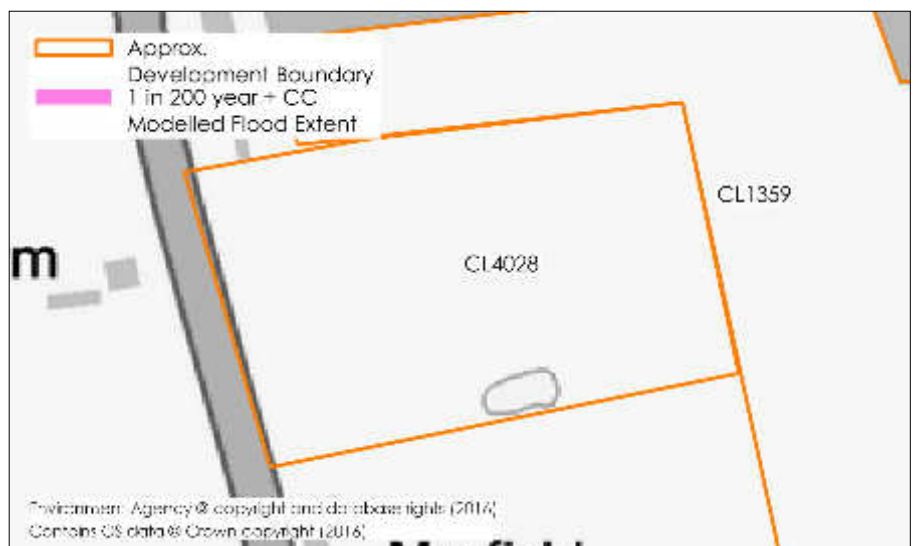 Approx.
Development Boundary
1 in 200 year + CC
Modelled Flood Extent
CL1359
CL4028
m
Environment Agency © copyright and database rights (2016)
Contains OS data © Crown copyright (2016)